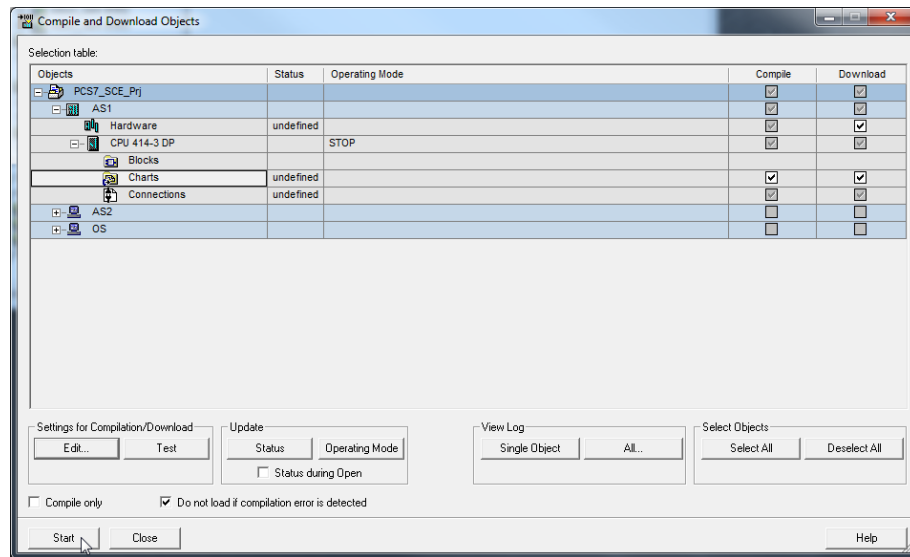 Compile and Download Objects
Selection table:
Objects Status Operating Mode Compile Download
PCS7_SCE_Prj
AS1
Hardware undefined
CPU 414-3 DP STOP
Blocks
Charts undefined
Connections undefined
AS2
OS
Settings for Compilation/Download Update View Log Select Objects
Edit... Test Status Operating Mode Single Object All... Select All Deselect All
Status during Open
Compile only Do not load if compilation error is detected
Start Close Help